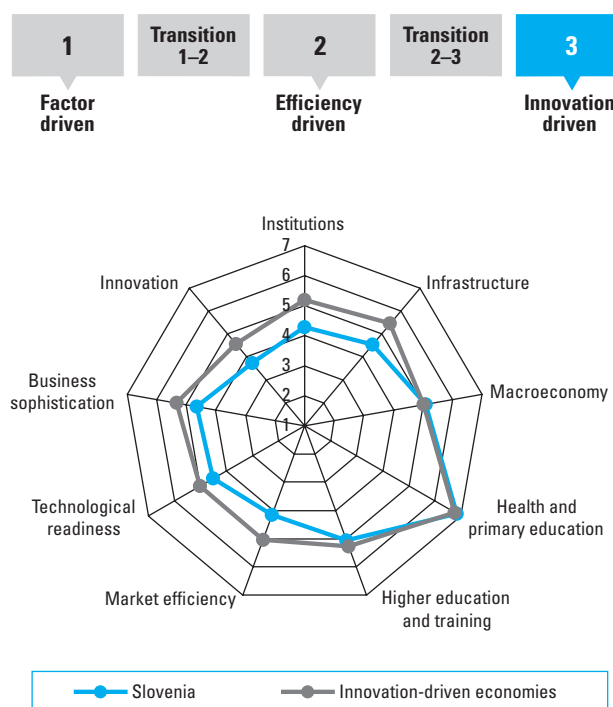 1
Transition
1–2
2
Transition
2–3
3
Factor
driven
Efficiency
driven
Innovation
driven
Institutions
7
6
5
4
3
2
1
Infrastructure
Macroeconomy
Health and
primary education
Higher education
and training
Market efficiency
Technological
readiness
Business
sophistication
Innovation
Slovenia
Innovation-driven economies